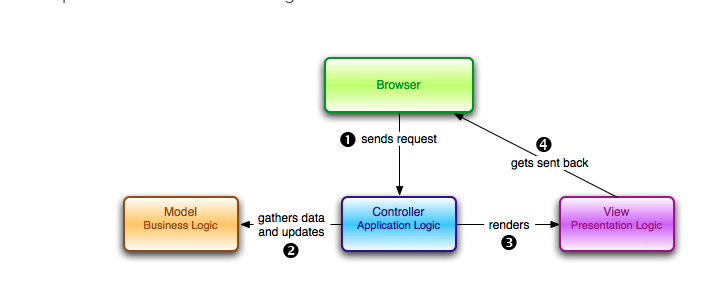 Browser
❶ sends request
❹
gets sent back
Model
Business Logic
gathers data
and updates
❷
Controller
Application Logic
renders
❸
View
Presentation Logic